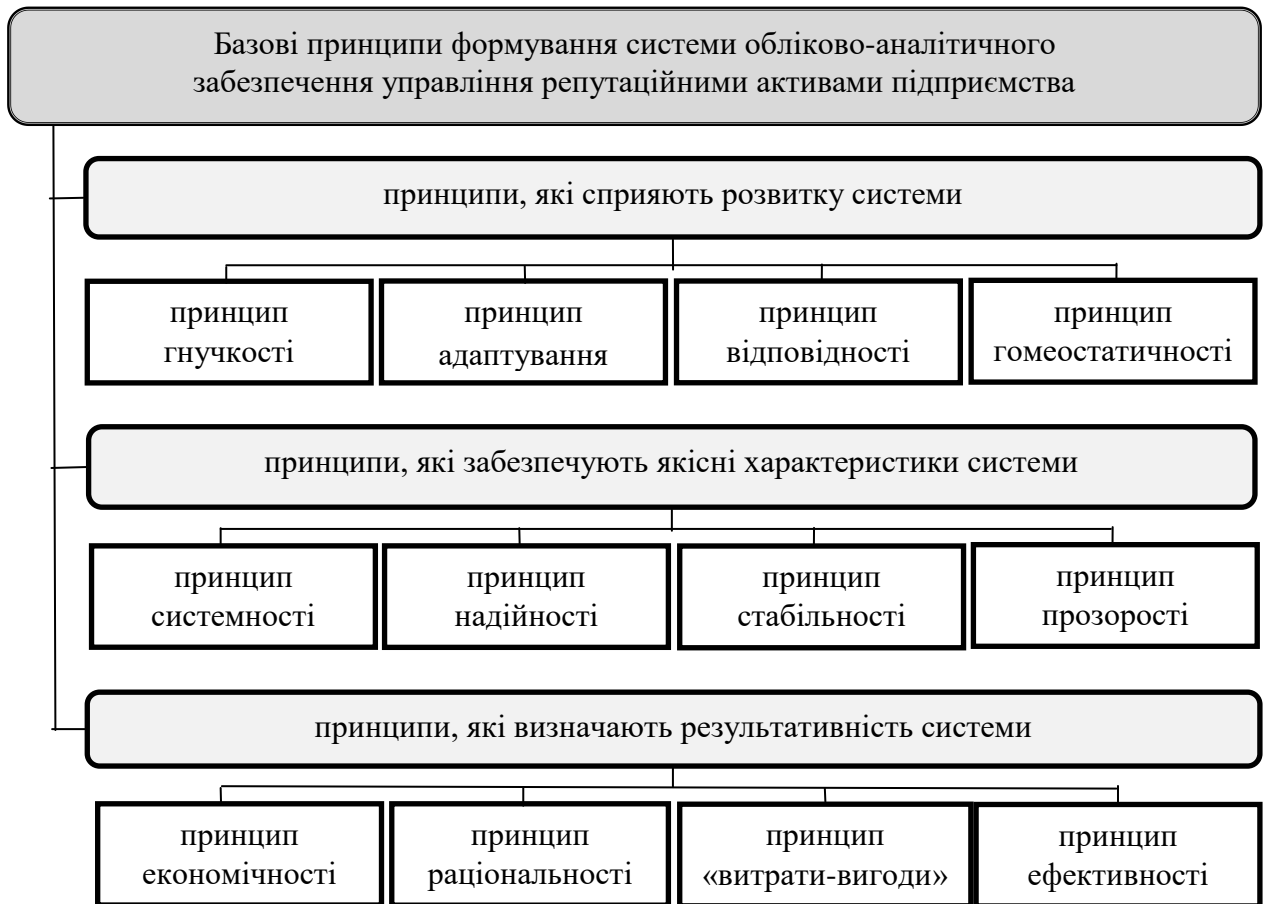 Базові принципи формування системи обліково-аналітичного
забезпечення управління репутаційними активами підприємства
принципи, які сприяють розвитку системи
принцип
гнучкості
принцип
адаптування
принцип
відповідності
принцип
гомеостатичності
принципи, які забезпечують якісні характеристики системи
принцип
системності
принцип
надійності
принцип
стабільності
принцип
прозорості
принципи, які визначають результативність системи
принцип
економічності
принцип
раціональності
принцип
«витрати-вигоди»
принцип
ефективності